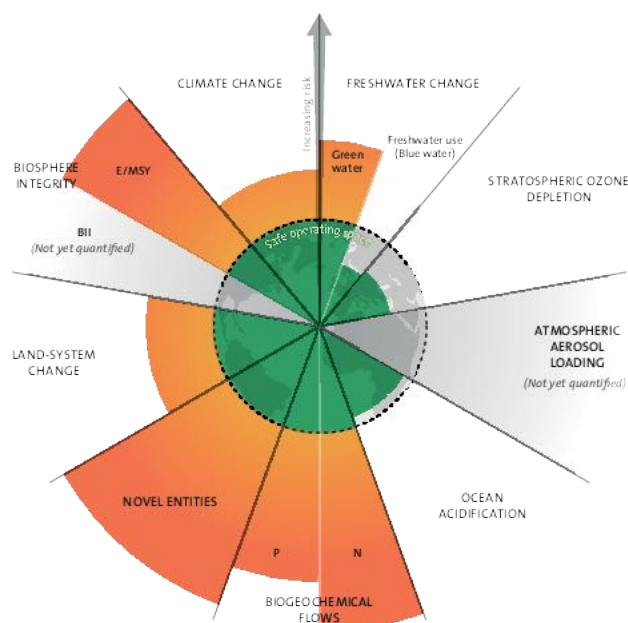 CLIMATE CHANGE
FRESHWATER CHANGE
Increasing risk
Freshwater use
(Blue water)
Green
water
E/MSY
BIOSPHERE
INTEGRITY
STRATOSPHERIC OZONE
DEPLETION
BII
(Not yet quantified)
Safe operating space
ATMOSPHERIC
AEROSOL
LOADING
(Not yet quantified)
LAND-SYSTEM
CHANGE
NOVEL ENTITIES
OCEAN
ACIDIFICATION
P
N
BIOGEOCHEMICAL
FLOWS